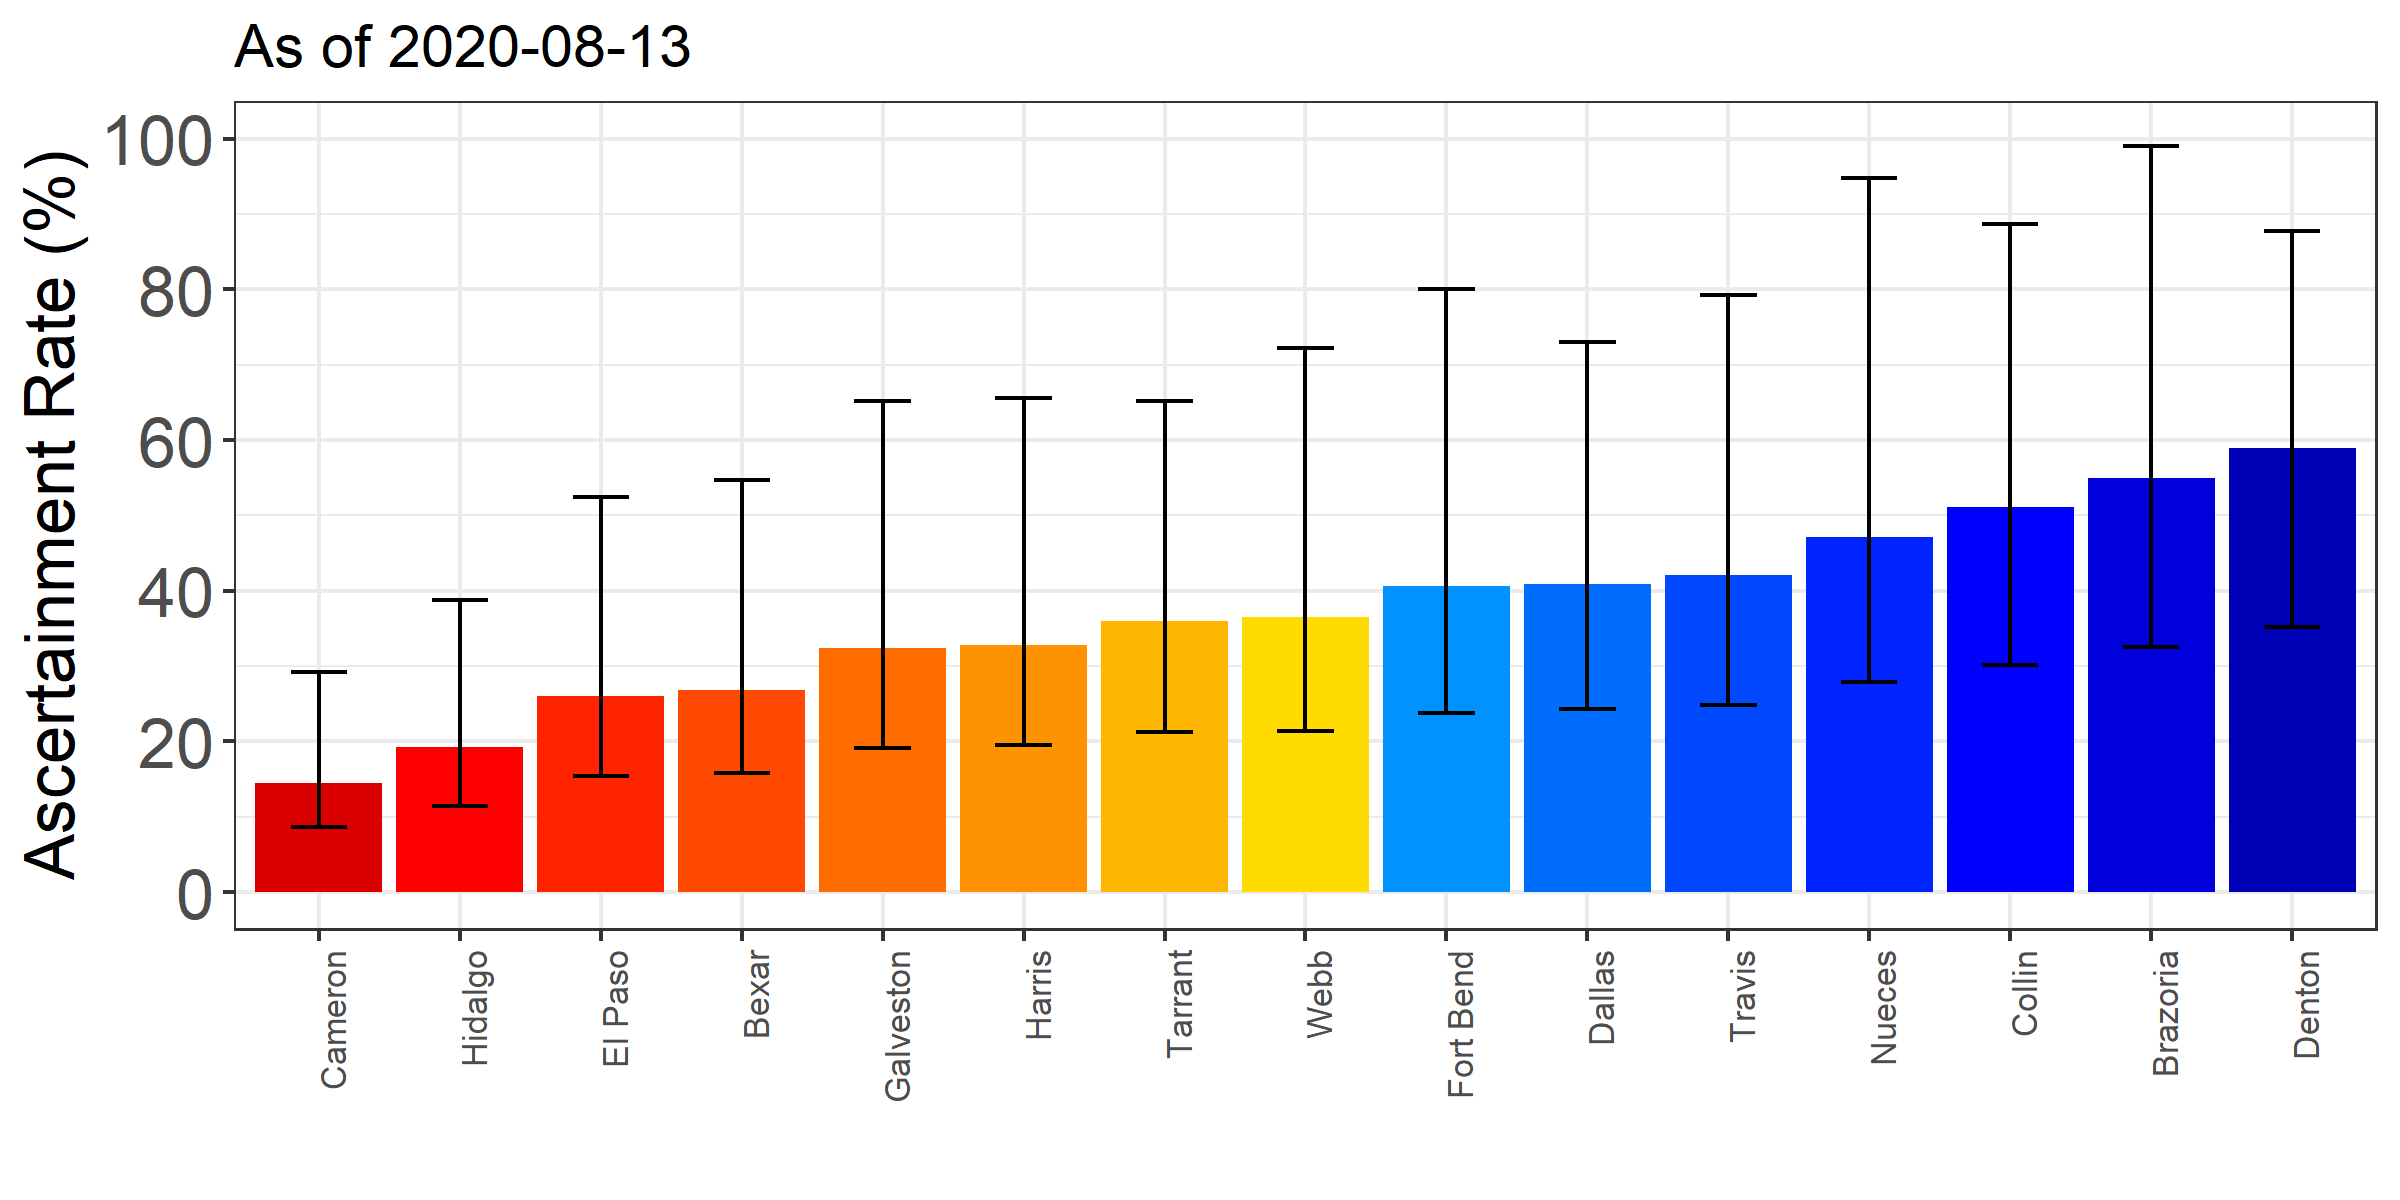 As of 2020-08-13
Ascertainment Rate (%)
100
80
60
40
20
0
Cameron
Hidalgo
El Paso
Bexar
Galveston
Harris
Tarrant
Webb
Fort Bend
Dallas
Travis
Nueces
Collin
Brazoria
Denton